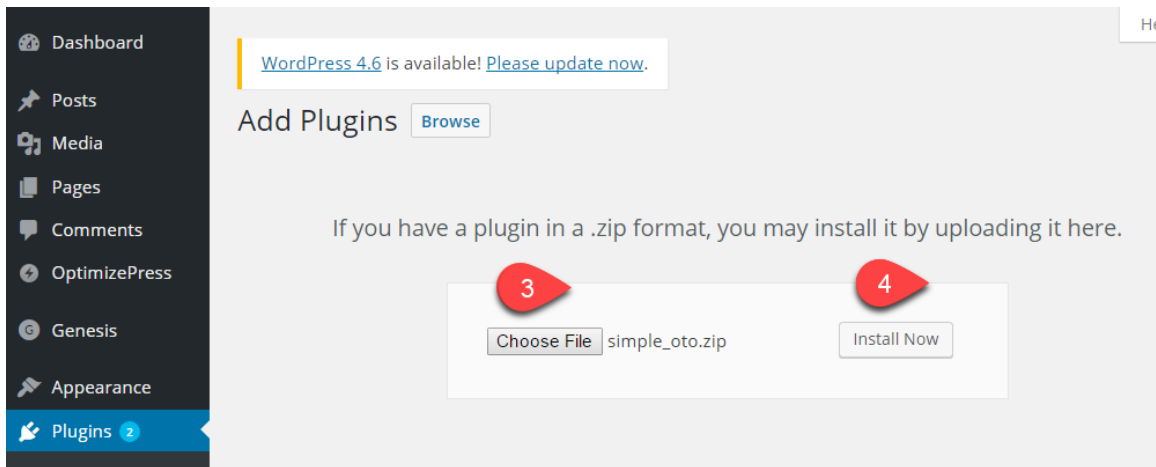 Dashboard
Posts
Media
Pages
Comments
OptimizePress
G Genesis
Appearance
Plugins 2
WordPress 4.6 is available! Please update now.
Add Plugins Browse
If you have a plugin in a .zip format, you may install it by uploading it here.
3 4
Choose File simple_oto.zip Install Now